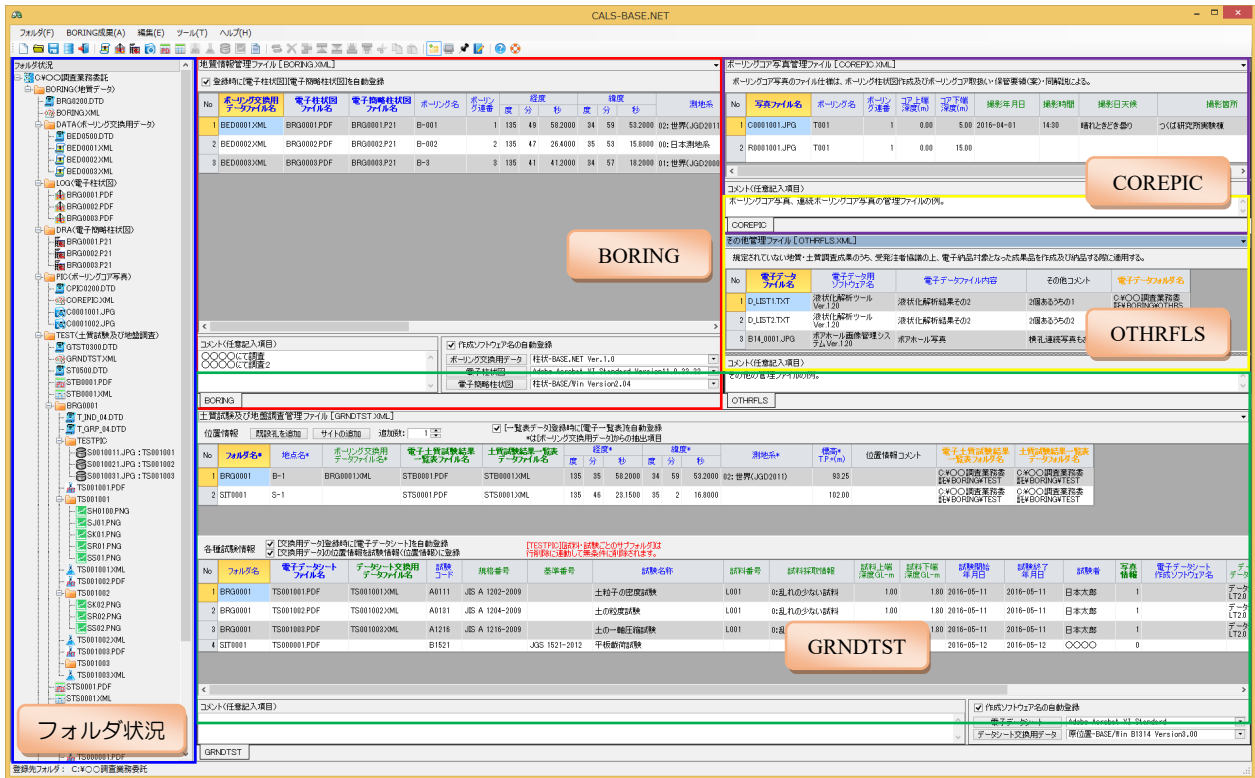 CALS-BASE.NET
フォルダ(F) BORING成果(A) 編集(E) ツール(T) ヘルプ(H)
フォルダ状況
C:¥○○調査業務委託
BORING(地質データ)
BRG0200.DTD
BORING.XML
DATA(ボーリング交換用データ)
BED0500.DTD
BED0001.XML
BED0002.XML
BED0003.XML
LOG(電子柱状図)
BRG0001.PDF
BRG0002.PDF
BRG0003.PDF
DRA(電子簡略柱状図)
BRG0001.P21
BRG0002.P21
BRG0003.P21
PIC(ボーリングコア写真)
CPIC0200.DTD
COREPIC.XML
C0001001.JPG
C0001002.JPG
TEST(土質試験及び地盤調査)
GTST0300.DTD
GRNDTST.XML
ST0500.DTD
STB0001.PDF
STB0001.XML
BRG0001
T_IND_04.DTD
T_GRP_04.DTD
TESTPIC
S0010011.JPG : TS001001
S0010021.JPG : TS001002
S0010031.JPG : TS001003
TS001001.PDF
TS001001
SH0100.PNG
SJ01.PNG
SK01.PNG
SR01.PNG
SS01.PNG
TS001001.XML
TS001002.PDF
TS001002
SK02.PNG
SR02.PNG
SS02.PNG
TS001002.XML
TS001003.PDF
TS001003
TS001003.XML
STS0001.PDF
STS0001.XML
フォルダ状況
TS000001.PDF
登録先フォルダ: C:¥○○調査業務委託
地質情報管理ファイル [BORING.XML]
登録時に[電子柱状図][電子簡略柱状図]を自動登録
No ボーリング交換用データファイル名 電子柱状図ファイル名 電子簡略柱状図ファイル名 ボーリング名 ボーリング連番 経度 度 分 秒 緯度 度 分 秒 測地系
1 BED0001.XML BRG0001.PDF BRG0001.P21 B-001 1 135 49 58.2000 34 59 53.2000 02:世界(JGD2011
2 BED0002.XML BRG0002.PDF BRG0002.P21 B-002 2 135 47 26.4000 35 53 15.8000 00:日本測地系
3 BED0003.XML BRG0003.PDF BRG0003.P21 B-3 3 135 41 41.2000 34 57 18.2000 01:世界(JGD2000
BORING
コメント(任意記入項目)
○○○○にて調査
○○○○にて調査2
作成ソフトウェア名の自動登録
ボーリング交換用データ 柱状-BASE.NET Ver.1.0
電子柱状図 Adobe Acrobat XI Standard Version11.0.23.22
電子簡略柱状図 柱状-BASE/Win Version2.04
BORING
ボーリングコア写真管理ファイル [COREPIC.XML]
ボーリングコア写真のファイル仕様は、ボーリング柱状図作成及びボーリングコア取扱い・保管要領(案)・同解説による。
No 写真ファイル名 ボーリング名 ボーリング連番 コア上端深度(m) コア下端深度(m) 撮影年月日 撮影時間 撮影日天候 撮影箇所
1 C0001001.JPG T001 1 0.00 5.00 2016-04-01 14:30 晴れときどき曇り つくば研究所実験棟
2 R0001001.JPG T001 1 0.00 15.00
COREPIC
コメント(任意記入項目)
ボーリングコア写真、連続ボーリングコア写真の管理ファイルの例。
COREPIC
その他管理ファイル [OTHRFLS.XML]
規定されていない地質・土質調査成果のうち、受発注者協議の上、電子納品対象となった成果品を作成及び納品する際に適用する。
No 電子データファイル名 電子データ用ソフトウェア名 電子データファイル内容 その他コメント 電子データフォルダ名
1 D_LIST1.TXT 液状化解析ツール Ver.1.20 液状化解析結果その2 2個あるうちの1 C:¥○○調査業務委託¥BORING¥OTHRS
2 D_LIST2.TXT 液状化解析ツール Ver.1.20 液状化解析結果その2 2個あるうちの2
3 B14_0001.JPG ボアホール画像管理システム Ver.1.20 ボアホール写真 横孔連続写真も
OTHRFLS
コメント(任意記入項目)
その他の管理ファイルの例。
OTHRFLS
土質試験及び地盤調査管理ファイル [GRNDTST.XML]
位置情報 既設孔を追加 サイトの追加 追加数: 1
[一覧表データ]登録時に[電子一覧表]を自動登録
*は[ボーリング交換用データ]からの抽出項目
No フォルダ名* 地点名* ボーリング交換用データファイル名* 電子土質試験結果一覧表ファイル名 土質試験結果一覧表データファイル名 経度* 度 分 秒 緯度* 度 分 秒 測地系* 標高* T.P.*(m) 位置情報コメント 電子土質試験結果一覧表フォルダ名 土質試験結果一覧表データフォルダ名
1 BRG0001 B-1 BRG0001.XML STB0001.PDF STB0001.XML 135 35 58.2000 34 59 53.2000 02:世界(JGD2011) 93.25 C:¥○○調査業務委託¥BORING¥TEST C:¥○○調査業務委託¥BORING¥TEST
2 SIT0001 S-1 STS0001.PDF STS0001.XML 135 46 23.1500 35 2 16.8000 102.00 C:¥○○調査業務委託¥BORING¥TEST C:¥○○調査業務委託¥BORING¥TEST
各種試験情報
[交換用データ]登録時に[電子データシート]を自動登録
[交換用データ]の位置情報を試験情報(位置情報)に登録
[TESTPIC][試料・試験ごとのサブフォルダ]は
行削除に連動して無条件に削除されます。
No フォルダ名 電子データシートファイル名 データシート交換用データファイル名 試験コード 規格番号 基準番号 試験名称 試料番号 試料採取情報 試料上端深度GL-m 試料下端深度GL-m 試験開始年月日 試験終了年月日 試験者 写真情報 電子データシート作成ソフトウェア名
1 BRG0001 TS001001.PDF TS001001.XML A0111 JIS A 1202-2009 土粒子の密度試験 L001 0:乱れの少ない試料 1.00 1.80 2016-05-11 2016-05-11 日本太郎 1
2 BRG0001 TS001002.PDF TS001002.XML A0131 JIS A 1204-2009 土の粒度試験 L001 0:乱れの少ない試料 1.00 1.80 2016-05-11 2016-05-11 日本太郎 1
3 BRG0001 TS001003.PDF TS001003.XML A1216 JIS A 1216-2009 土の一軸圧縮試験 L001 0:乱 1.80 2016-05-11 2016-05-11 日本太郎 1
4 SIT0001 TS000001.PDF B1521 JGS 1521-2012 平板載荷試験 2016-05-12 2016-05-12 ○○○○ 0
GRNDTST
コメント(任意記入項目)
作成ソフトウェア名の自動登録
電子データシート Adobe Acrobat XI Standard
データシート交換用データ 原位置-BASE/Win B1314 Version3.00
GRNDTST